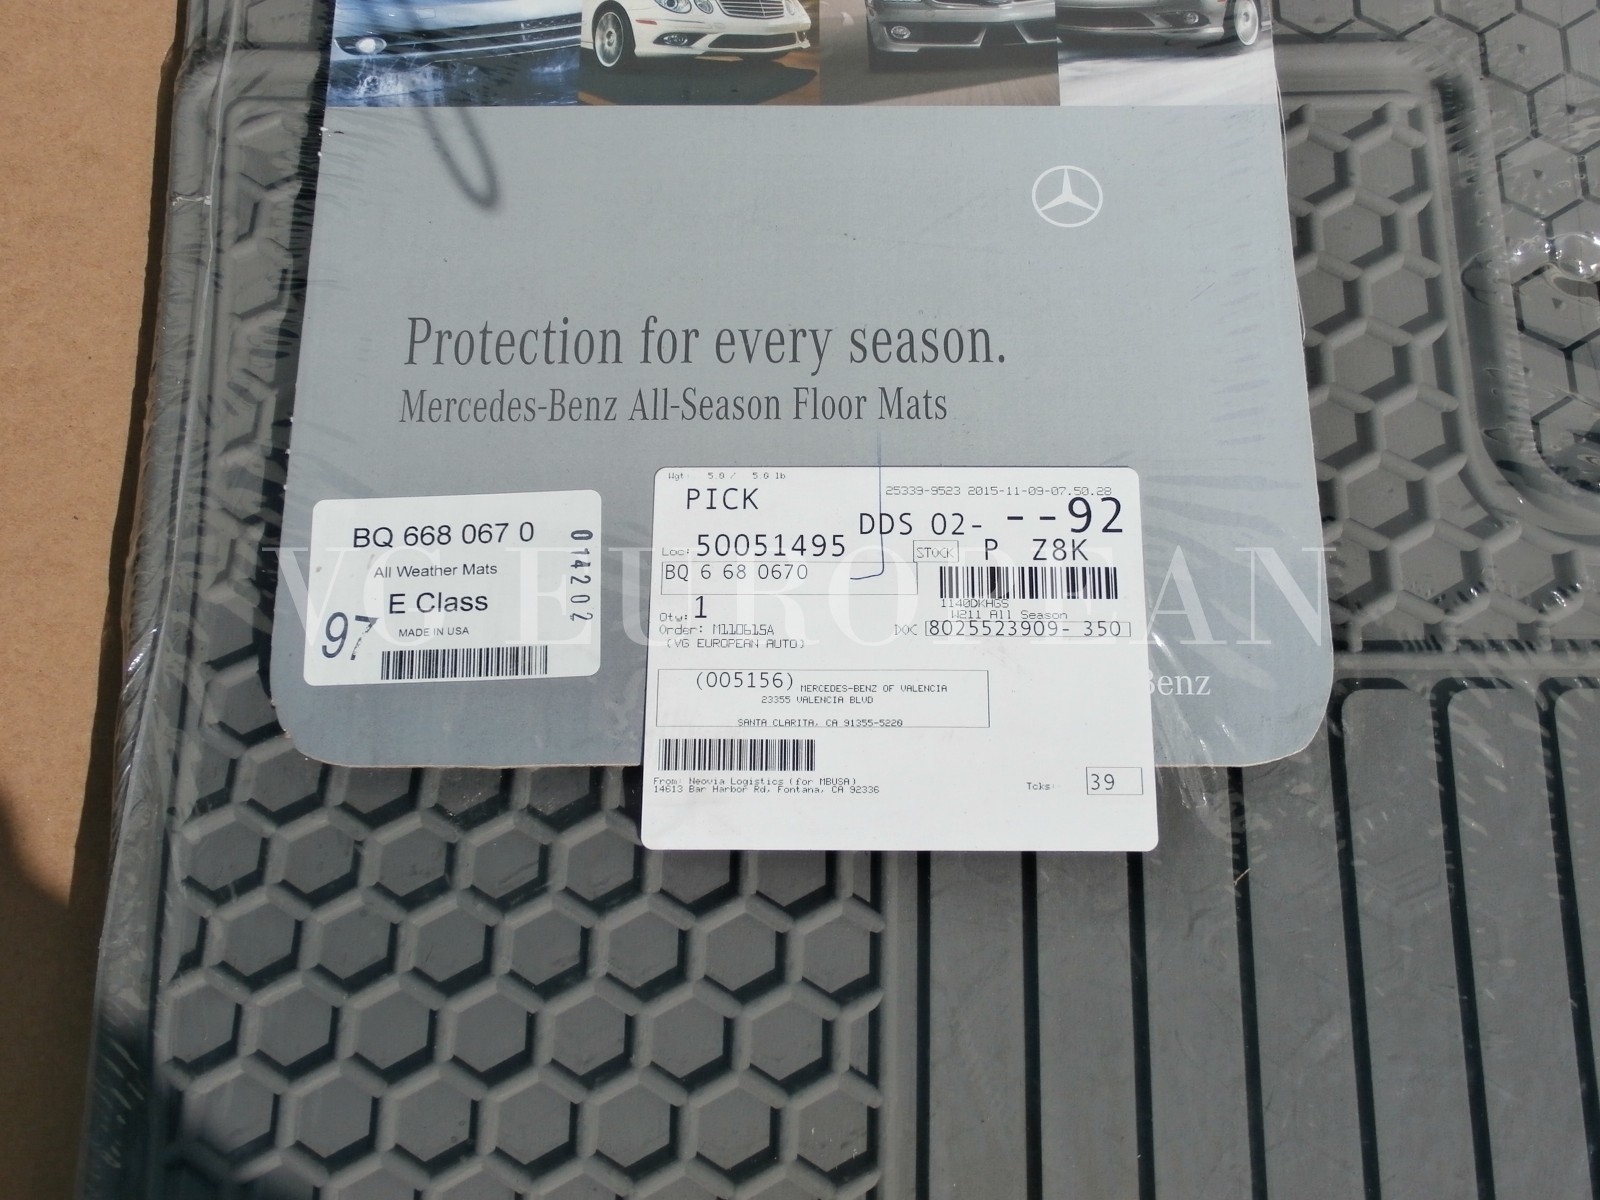 Protection for every season.
Mercedes-Benz All-Season Floor Mats
BQ 668 067 0
All Weather Mats
E Class
MADE IN USA
97
014202
Wgt: 5.0 / 5.0 lb
PICK
25339-9523 2015-11-09-07.50.28
DDS 02- --92
Loc: 50051495
STOCK P Z8K
BQ 6 68 0670
1140DKHGS
W211 All Season
Qty: 1
Order: M110615A
DOC 8025523909- 350
(VG EUROPEAN AUTO)
(005156) MERCEDES-BENZ OF VALENCIA
23355 VALENCIA BLVD
SANTA CLARITA, CA 91355-5220
From: Neovia Logistics (for MBUSA)
14613 Bar Harbor Rd, Fontana, CA 92336
Tcks: 39
Benz
VG EUROPEAN